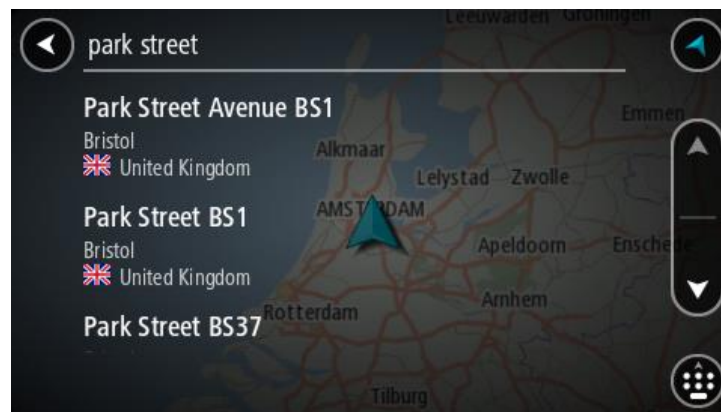 Leeuwarden Groningen
park street
Park Street Avenue BS1
Bristol
United Kingdom
Emmen
Alkmaar
Lelystad Zwolle
Park Street BS1
Bristol
United Kingdom
AMSTERDAM
Apeldoorn Enschede
Arnhem
Rotterdam
Park Street BS37
Tilburg